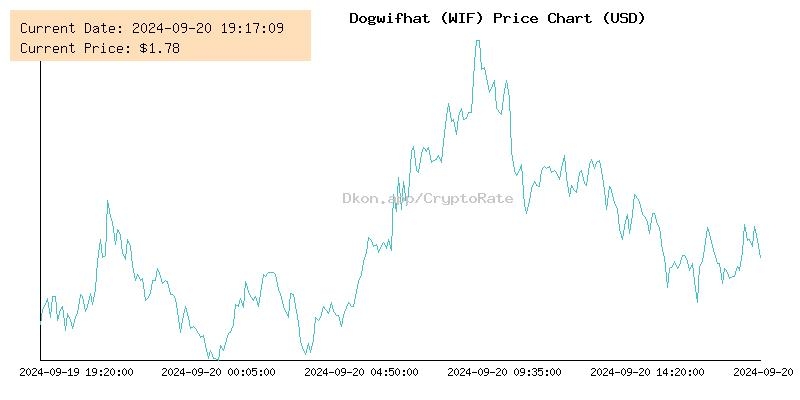 Dogwifhat (WIF) Price Chart (USD)
Current Date: 2024-09-20 19:17:09
Current Price: $1.78
Dkon.app/CryptoRate
2024-09-19 19:20:00 2024-09-20 00:05:00 2024-09-20 04:50:00 2024-09-20 09:35:00 2024-09-20 14:20:00 2024-09-20